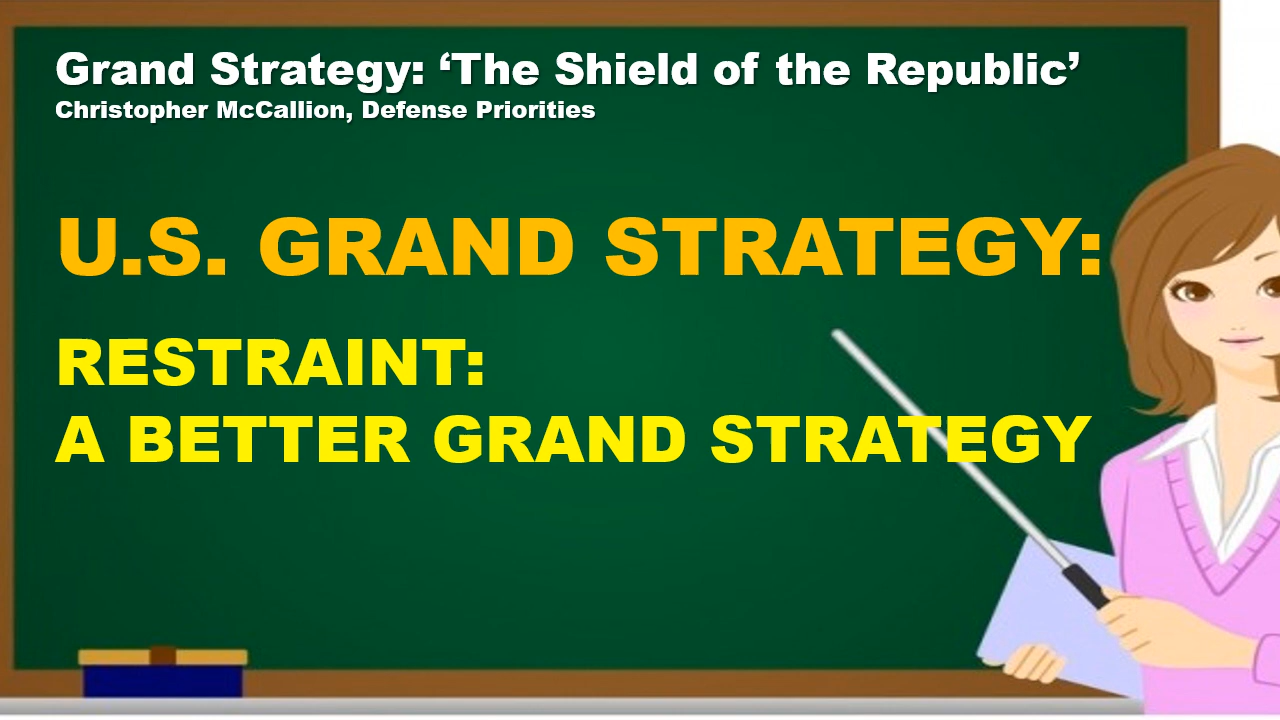 Grand Strategy: ‘The Shield of the Republic’
Christopher McCallion, Defense Priorities
U.S. GRAND STRATEGY:
RESTRAINT:
A BETTER GRAND STRATEGY